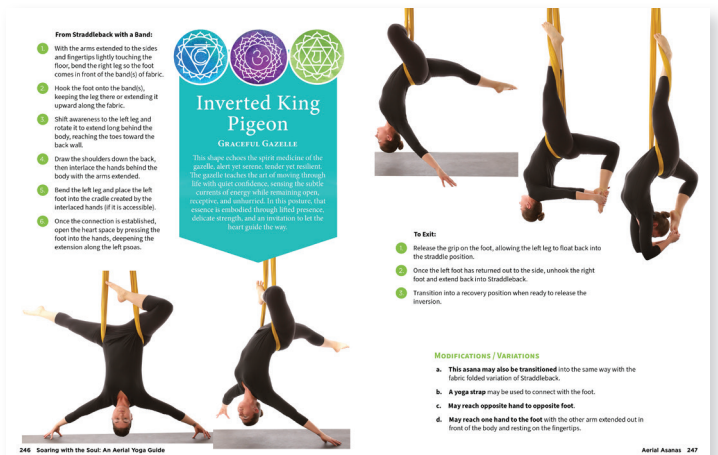 From Straddleback with a Band:
1. With the arms extended to the sides
and fingertips lightly touching the
floor, bend the right leg so the foot
comes in front of the band(s) of fabric.
2. Hook the foot onto the band(s),
keeping the leg there or extending it
upward along the fabric.
3. Shift awareness to the left leg and
rotate it to extend long behind the
body, reaching the toes toward the
back wall.
4. Draw the shoulders down the back,
then interlace the hands behind the
body with the arms extended.
5. Bend the left leg and place the left
foot into the cradle created by the
interlaced hands (if it is accessible).
6. Once the connection is established,
open the heart space by pressing the
foot into the hands, deepening the
extension along the left psoas.
Inverted King
Pigeon
Graceful Gazelle
This shape echoes the spirit medicine of the
gazelle, alert yet serene, tender yet resilient.
The gazelle teaches the art of moving through
life with quiet confidence, sensing the subtle
currents of energy while remaining open,
receptive, and unhurried. In this posture, that
essence is embodied through lifted presence,
delicate strength, and an invitation to let the
heart guide the way.
246 Soaring with the Soul: An Aerial Yoga Guide
To Exit:
1. Release the grip on the foot, allowing the left leg to float back into
the straddle position.
2. Once the left foot has returned out to the side, unhook the right
foot and extend back into Straddleback.
3. Transition into a recovery position when ready to release the
inversion.
Modifications / Variations
a. This asana may also be transitioned into the same way with the
fabric folded variation of Straddleback.
b. A yoga strap may be used to connect with the foot.
c. May reach opposite hand to opposite foot.
d. May reach one hand to the foot with the other arm extended out in
front of the body and resting on the fingertips.
Aerial Asanas 247